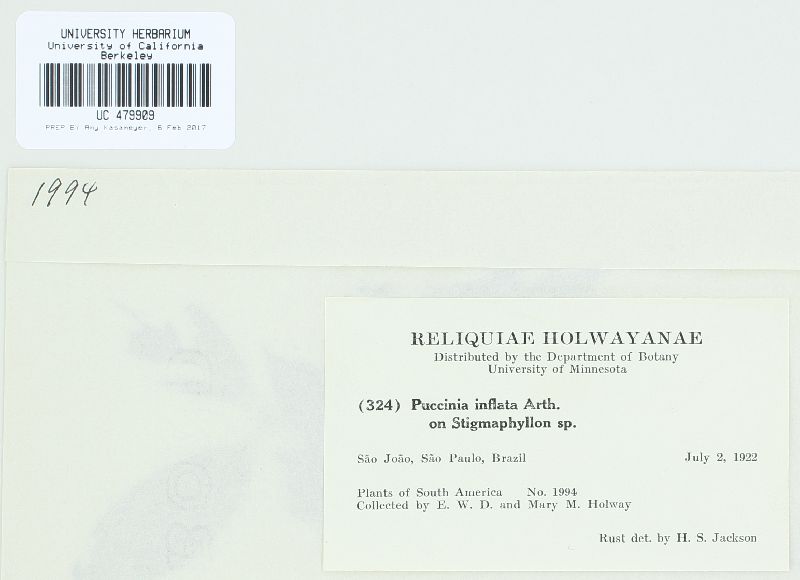 UNIVERSITY HERBARIUM
University of California
Berkeley
UC 479909
PREP BY Amy Kasameyer, 6 Feb 2017
1994
RELIQUIAE HOLWAYANAE
Distributed by the Department of Botany
University of Minnesota
(324) Puccinia inflata Arth.
on Stigmaphyllon sp.
São João, São Paulo, Brazil July 2, 1922
Plants of South America No. 1994
Collected by E. W. D. and Mary M. Holway
Rust det. by H. S. Jackson